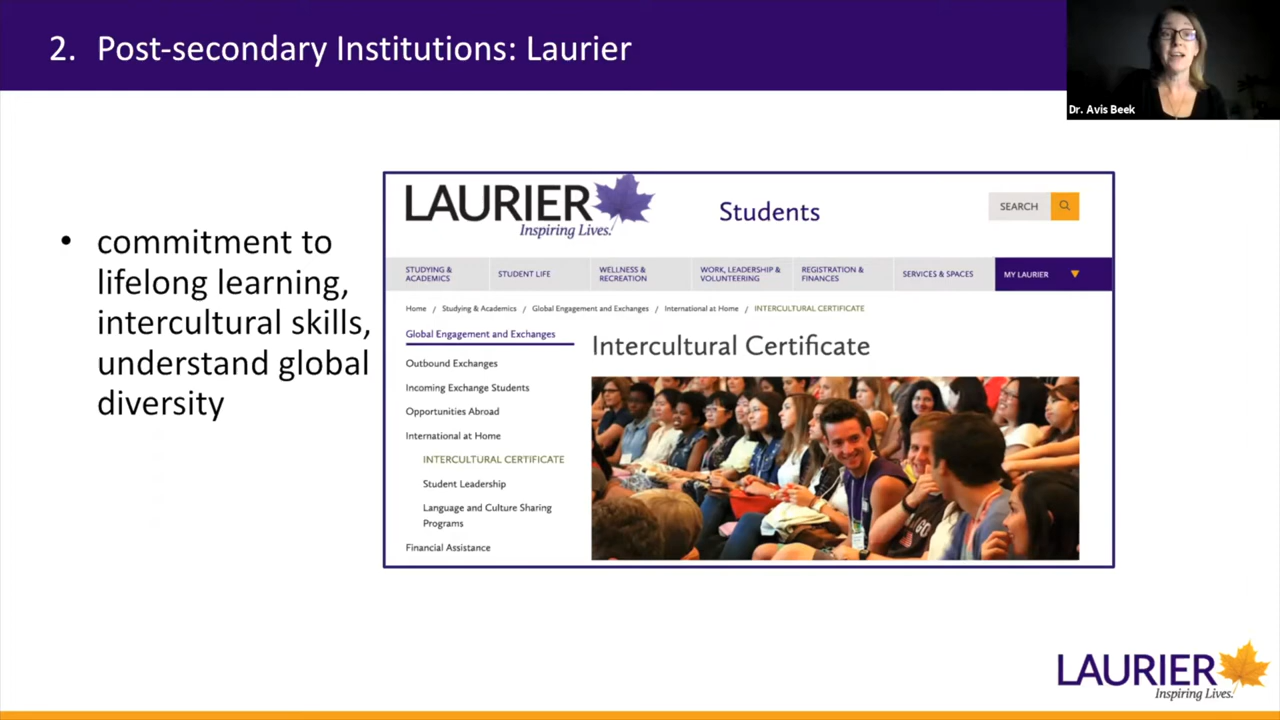 2. Post-secondary Institutions: Laurier
Dr. Avis Beek
• commitment to
lifelong learning,
intercultural skills,
understand global
diversity
LAURIER
Inspiring Lives.
Students
SEARCH
STUDYING &
ACADEMICS
STUDENT LIFE
WELLNESS &
RECREATION
WORK, LEADERSHIP &
VOLUNTEERING
REGISTRATION &
FINANCES
SERVICES & SPACES
MY LAURIER
Home / Studying & Academics / Global Engagement and Exchanges / International at Home / INTERCULTURAL CERTIFICATE
Global Engagement and Exchanges
Outbound Exchanges
Incoming Exchange Students
Opportunities Abroad
International at Home
INTERCULTURAL CERTIFICATE
Student Leadership
Language and Culture Sharing
Programs
Financial Assistance
Intercultural Certificate
LAURIER
Inspiring Lives.